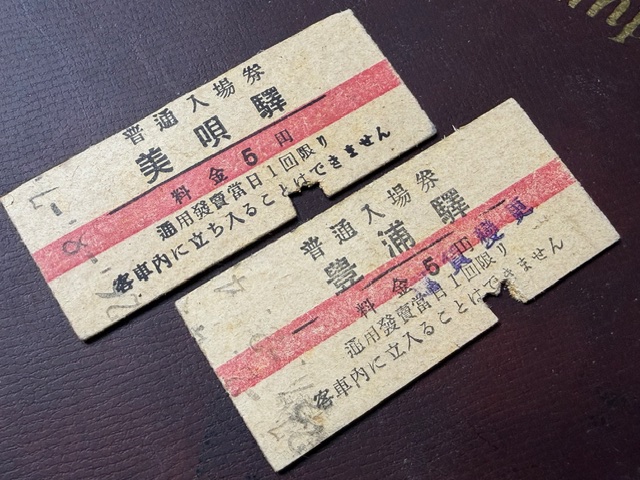 普通入場券
美唄驛
料金5円
通用發賣當日1回限り
客車内に立ち入ることはできません
普通入場券
豊浦驛
料金5円
通用發賣當日1回限り
客車内に立入ることはできません
變更